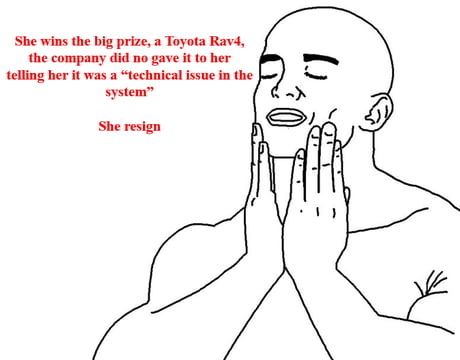 She wins the big prize, a Toyota Rav4,
the company did no gave it to her
telling her it was a “technical issue in the
system”
She resign